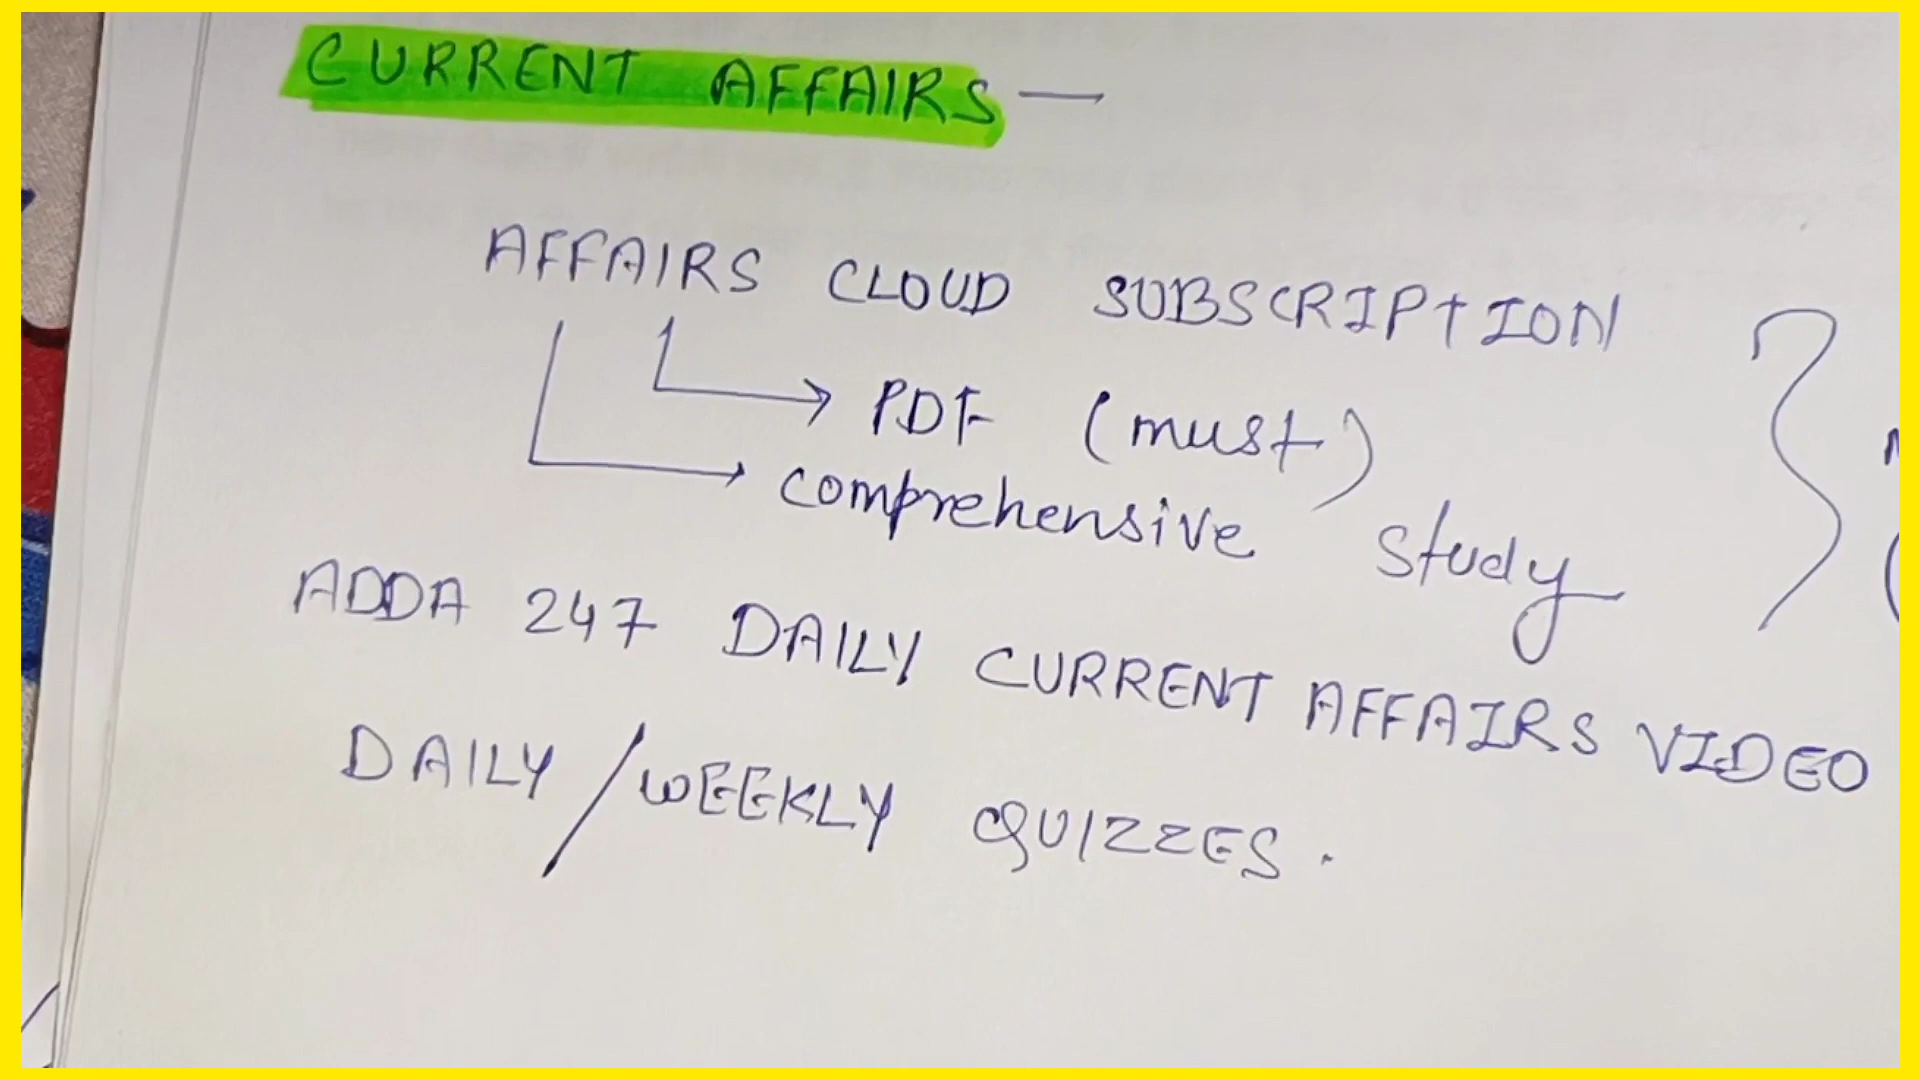 CURRENT AFFAIRS —
AFFAIRS CLOUD SUBSCRIPTION
PDF (must)
comprehensive study
ADDA 247 DAILY CURRENT AFFAIRS VIDEO
DAILY/WEEKLY QUIZZES.